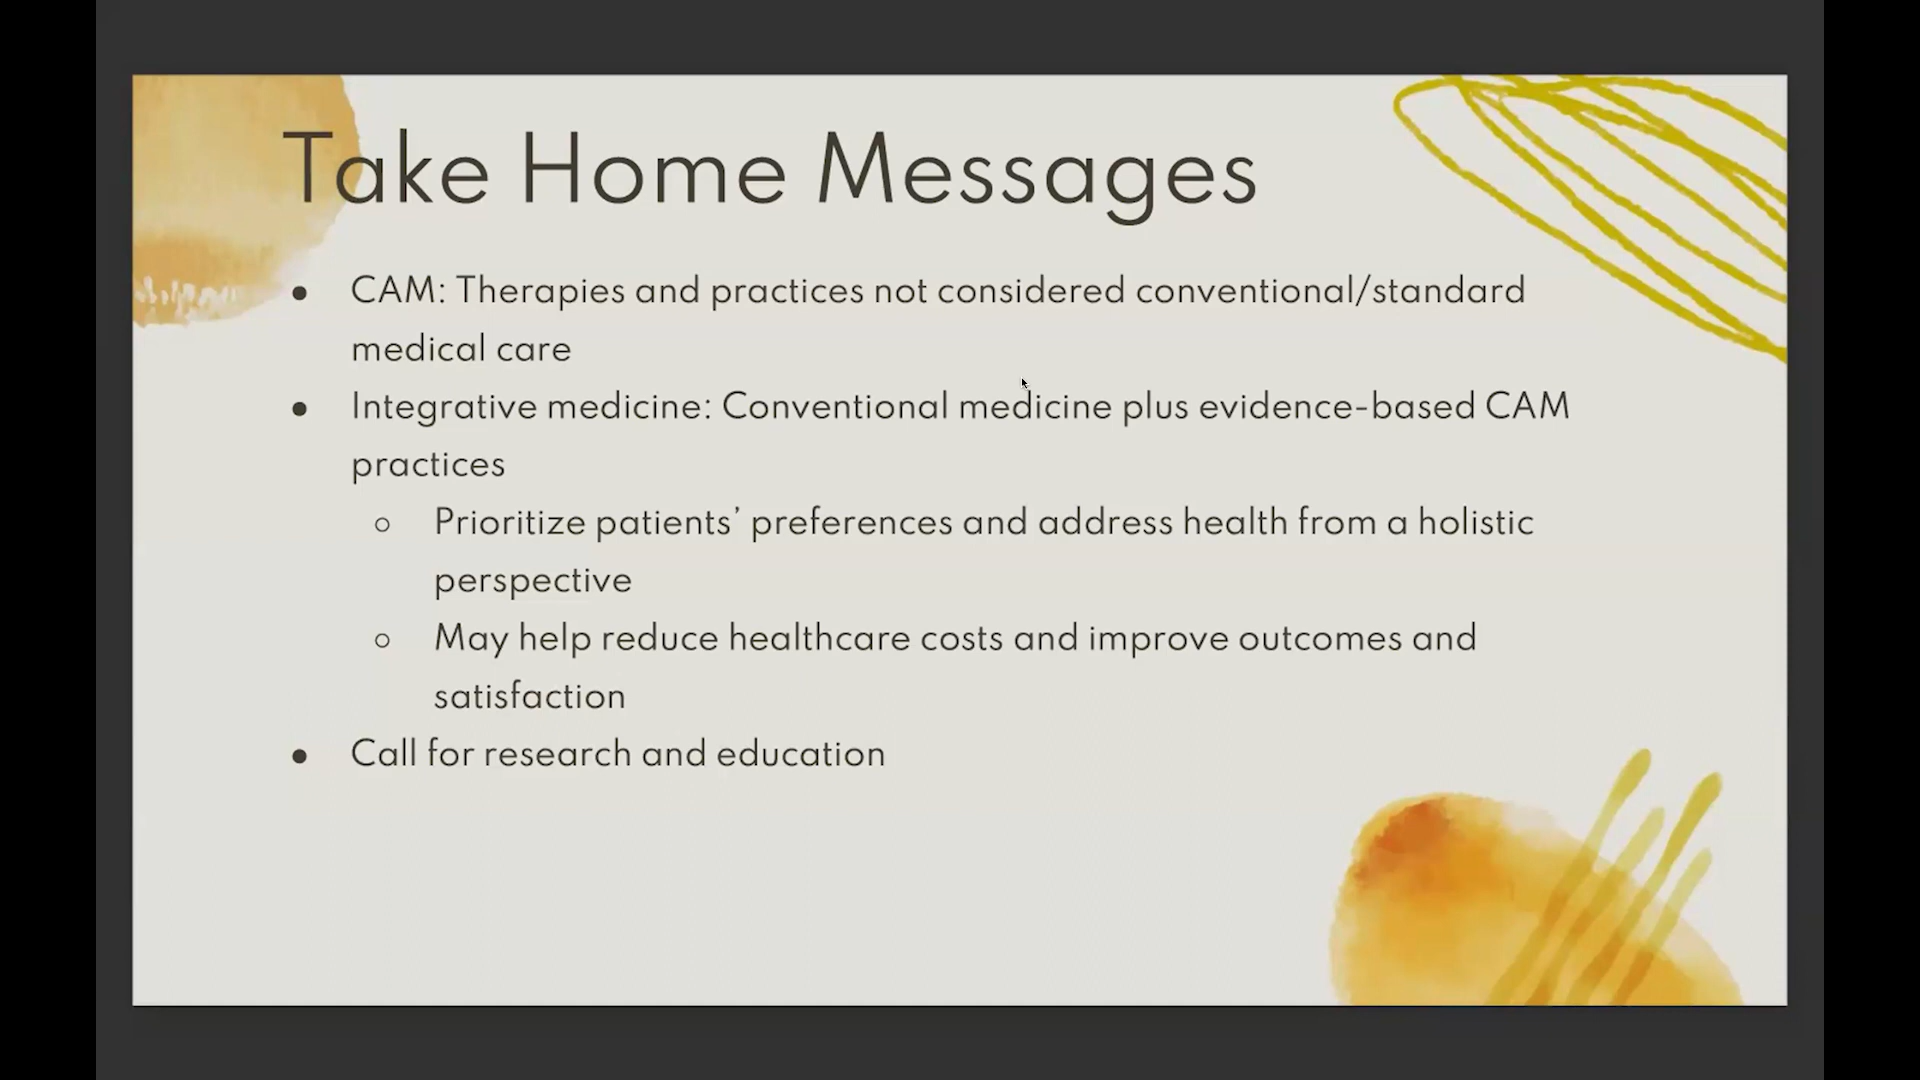 Take Home Messages
● CAM: Therapies and practices not considered conventional/standard
medical care
● Integrative medicine: Conventional medicine plus evidence-based CAM
practices
○ Prioritize patients’ preferences and address health from a holistic
perspective
○ May help reduce healthcare costs and improve outcomes and
satisfaction
● Call for research and education